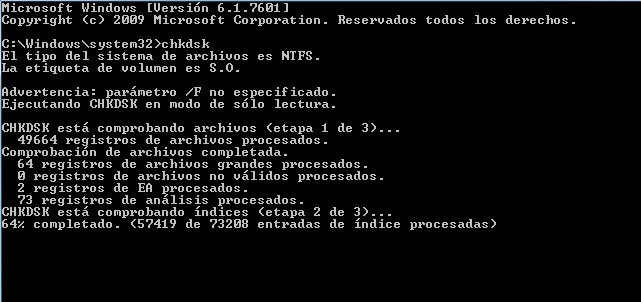 Microsoft Windows [Versión 6.1.7601]
Copyright (c) 2009 Microsoft Corporation. Reservados todos los derechos.
C:\Windows\system32>chkdsk
El tipo del sistema de archivos es NTFS.
La etiqueta de volumen es S.O.
Advertencia: parámetro /F no especificado.
Ejecutando CHKDSK en modo de sólo lectura.
CHKDSK está comprobando archivos (etapa 1 de 3)...
49664 registros de archivos procesados.
Comprobación de archivos completada.
64 registros de archivos grandes procesados.
0 registros de archivos no válidos procesados.
2 registros de EA procesados.
73 registros de análisis procesados.
CHKDSK está comprobando índices (etapa 2 de 3)...
64% completado. (57419 de 73208 entradas de índice procesadas)